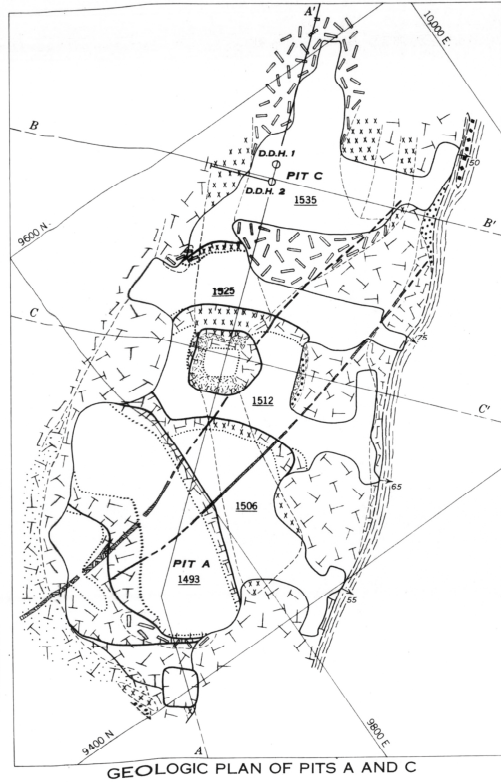 A'
10,000 E.
B
50
D.D.H. 1
PIT C
D.D.H. 2
1535
B'
9600 N
1525
75
C
1512
C'
65
1506
PIT A
1493
55
9400 N
9800 E.
A
GEOLOGIC PLAN OF PITS A AND C